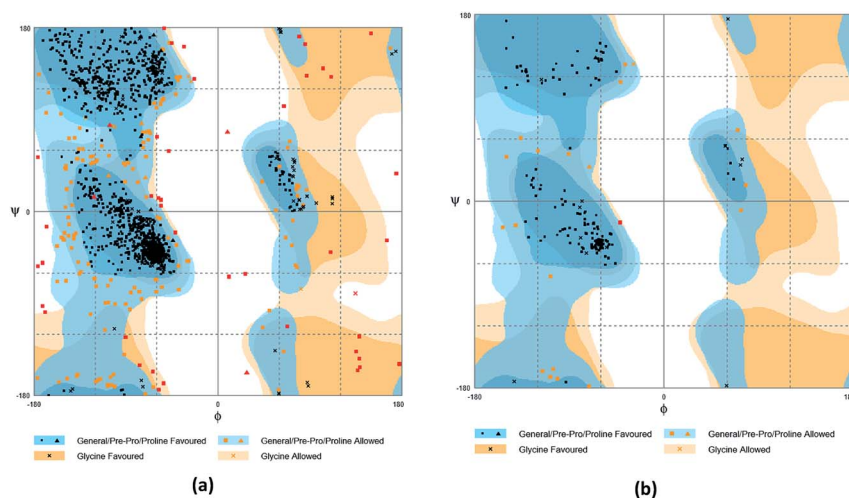 180
Ψ
0
-180
-180
0
180
ϕ
General/Pre-Pro/Proline Favoured
General/Pre-Pro/Proline Allowed
Glycine Favoured
Glycine Allowed
(a)
180
Ψ
0
-180
-180
0
180
ϕ
General/Pre-Pro/Proline Favoured
General/Pre-Pro/Proline Allowed
Glycine Favoured
Glycine Allowed
(b)